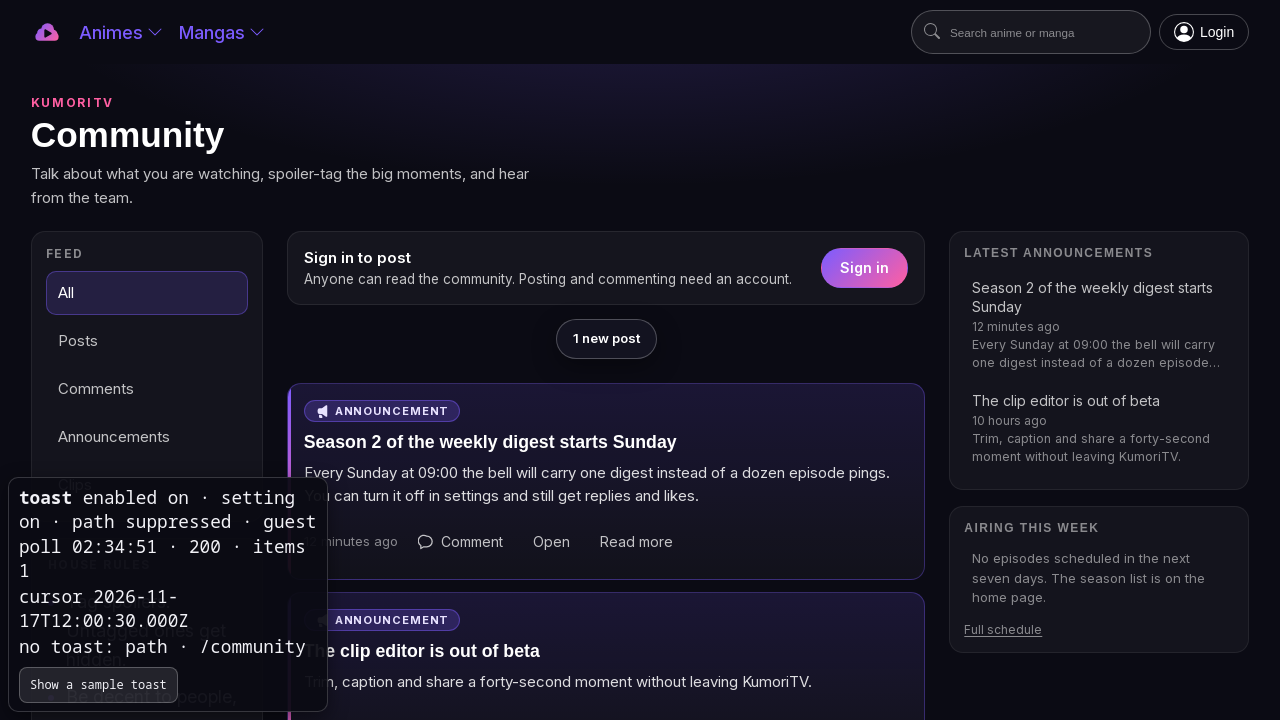 Animes
Mangas
Search anime or manga
Login
KUMORITV
Community
Talk about what you are watching, spoiler-tag the big moments, and hear
from the team.
FEED
All
Posts
Comments
Announcements
Clips
HOUSE RULES
Untagged ones get
hidden.
Be decent to people,
toast enabled on · setting
on · path suppressed · guest
poll 02:34:51 · 200 · items
1
cursor 2026-11-
17T12:00:30.000Z
no toast: path · /community
Show a sample toast
Sign in to post
Anyone can read the community. Posting and commenting need an account.
Sign in
1 new post
ANNOUNCEMENT
Season 2 of the weekly digest starts Sunday
Every Sunday at 09:00 the bell will carry one digest instead of a dozen episode pings.
You can turn it off in settings and still get replies and likes.
12 minutes ago
Comment
Open
Read more
ANNOUNCEMENT
The clip editor is out of beta
Trim, caption and share a forty-second moment without leaving KumoriTV.
LATEST ANNOUNCEMENTS
Season 2 of the weekly digest starts
Sunday
12 minutes ago
Every Sunday at 09:00 the bell will carry
one digest instead of a dozen episode…
The clip editor is out of beta
10 hours ago
Trim, caption and share a forty-second
moment without leaving KumoriTV.
AIRING THIS WEEK
No episodes scheduled in the next
seven days. The season list is on the
home page.
Full schedule